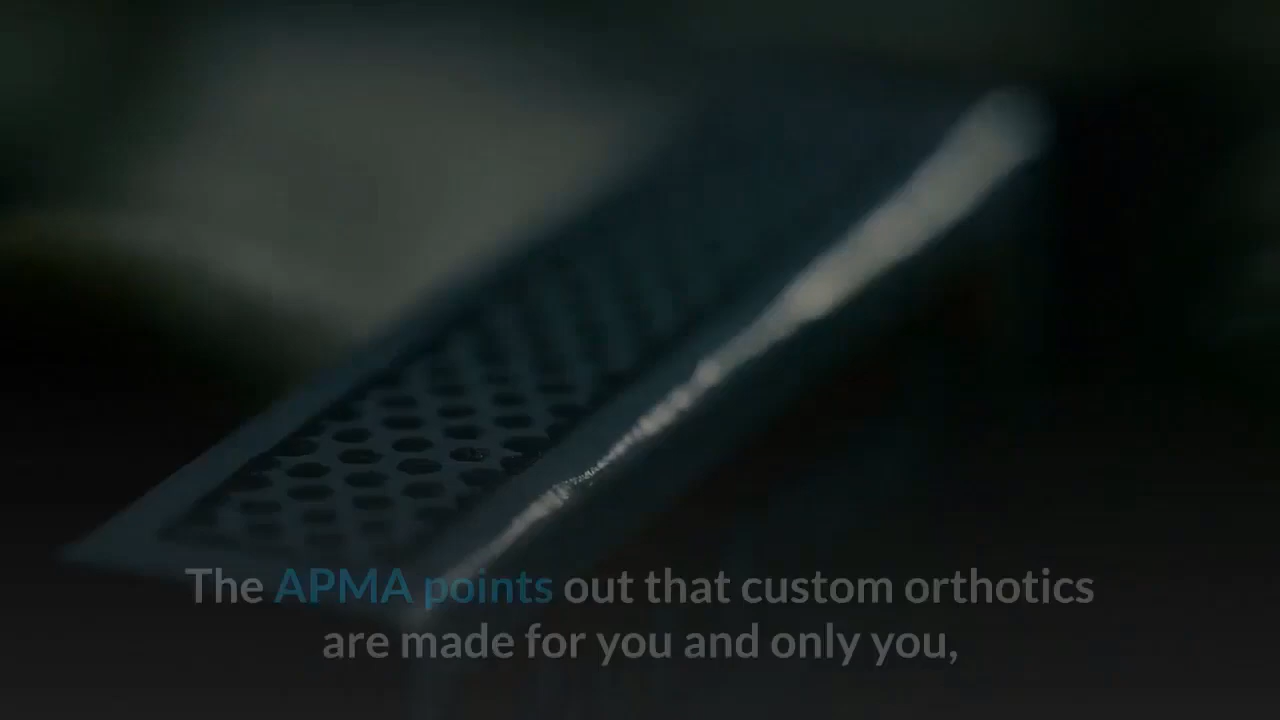 The APMA points out that custom orthotics
are made for you and only you,